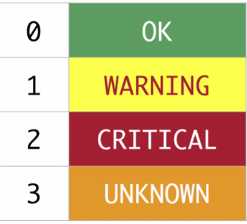 0 OK
1 WARNING
2 CRITICAL
3 UNKNOWN